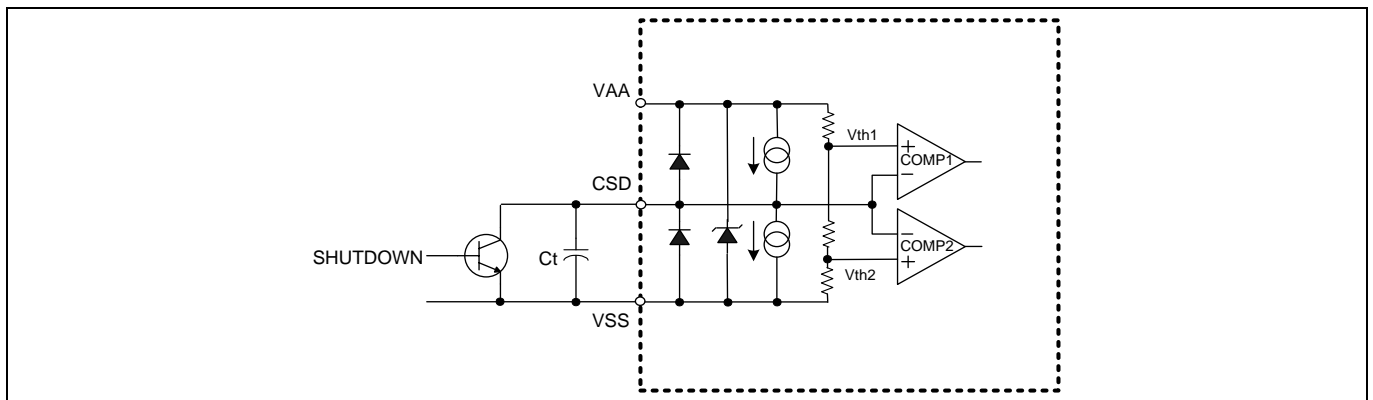 VAA
Vth1
+
COMP1
−
CSD
−
COMP2
+
SHUTDOWN
Ct
Vth2
VSS